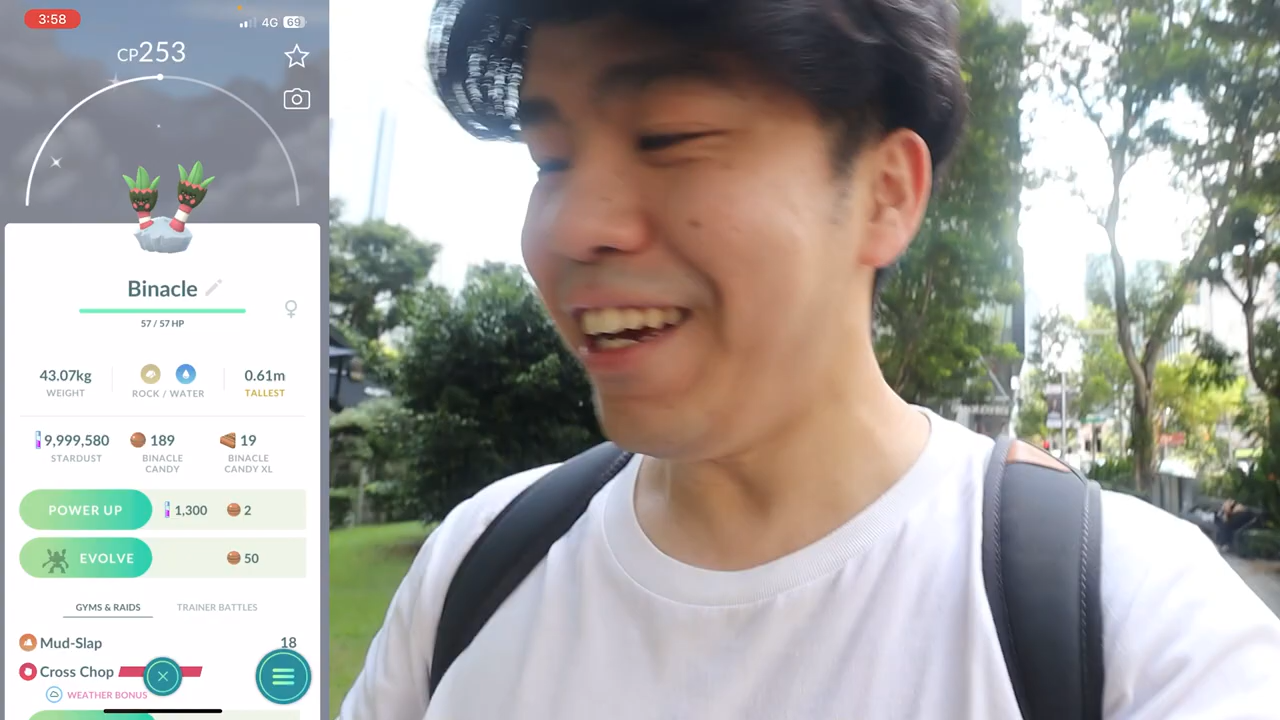 3:58
4G 69
CP253
Binacle
57 / 57 HP
43.07kg
WEIGHT
ROCK / WATER
0.61m
TALLEST
9,999,580
STARDUST
189
BINACLE
CANDY
19
BINACLE
CANDY XL
POWER UP 1,300 2
EVOLVE 50
GYMS & RAIDS TRAINER BATTLES
Mud-Slap 18
Cross Chop
WEATHER BONUS